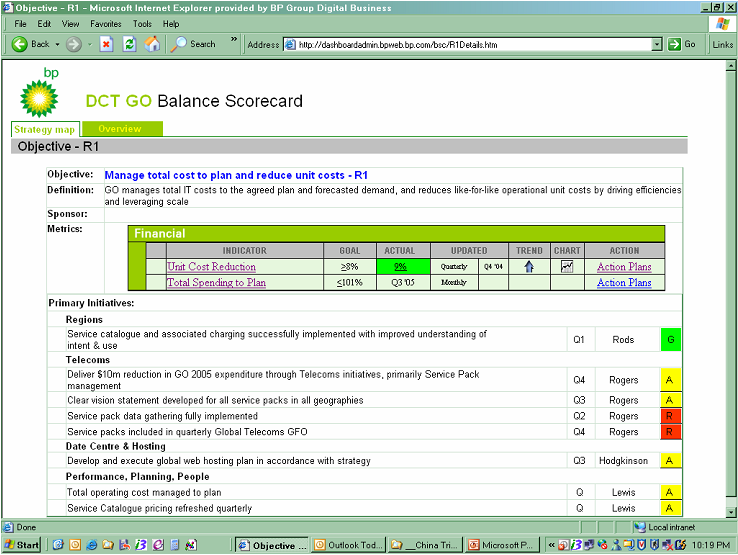 Objective - R1 - Microsoft Internet Explorer provided by BP Group Digital Business
File Edit View Favorites Tools Help
Back Search » Address http://dashboardadmin.bpweb.bp.com/bsc/R1Details.htm Go Links
bp
DCT GO Balance Scorecard
Strategy map Overview
Objective - R1
Objective: Manage total cost to plan and reduce unit costs - R1
Definition: GO manages total IT costs to the agreed plan and forecasted demand, and reduces like-for-like operational unit costs by driving efficiencies
and leveraging scale
Sponsor:
Metrics:
Financial
INDICATOR GOAL ACTUAL UPDATED TREND CHART ACTION
Unit Cost Reduction ≥8% 9% Quarterly Q4 '04 Action Plans
Total Spending to Plan ≤101% Q3 '05 Monthly Action Plans
Primary Initiatives:
Regions
Service catalogue and associated charging successfully implemented with improved understanding of
intent & use Q1 Rods G
Telecoms
Deliver $10m reduction in GO 2005 expenditure through Telecoms initiatives, primarily Service Pack
management Q4 Rogers A
Clear vision statement developed for all service packs in all geographies Q3 Rogers A
Service pack data gathering fully implemented Q2 Rogers R
Service packs included in quarterly Global Telecoms GFO Q4 Rogers R
Date Centre & Hosting
Develop and execute global web hosting plan in accordance with strategy Q3 Hodgkinson A
Performance, Planning, People
Total operating cost managed to plan Q Lewis A
Service Catalogue pricing refreshed quarterly Q Lewis A
Done Local intranet
Start » Objective ... Outlook Tod... __China Tri... Microsoft P... « 10:19 PM